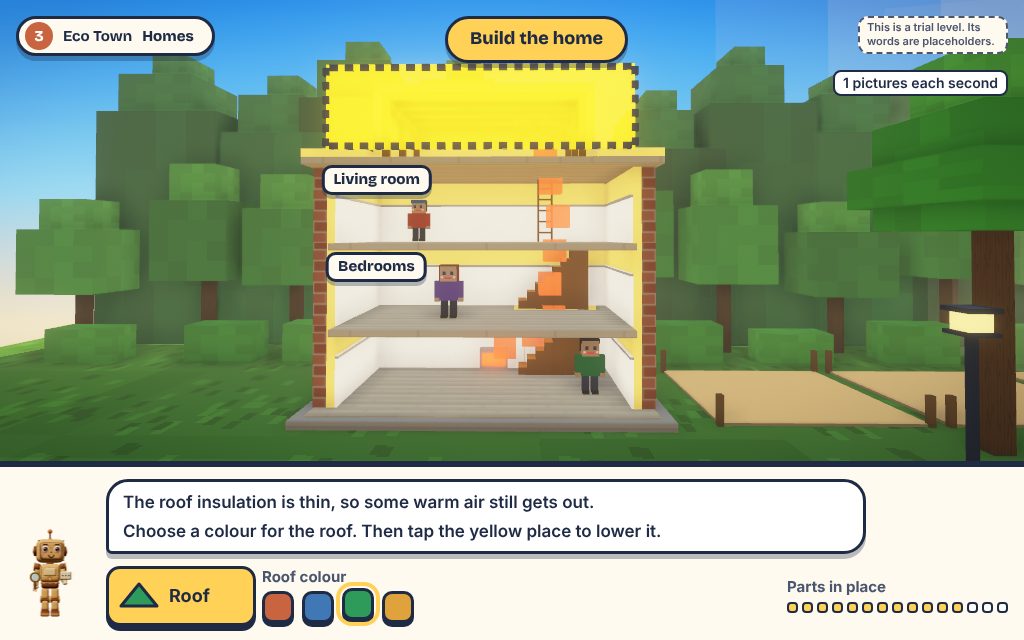 3 Eco Town Homes
Build the home
This is a trial level. Its
words are placeholders.
1 pictures each second
Living room
Bedrooms
The roof insulation is thin, so some warm air still gets out.
Choose a colour for the roof. Then tap the yellow place to lower it.
Roof
Roof colour
Parts in place